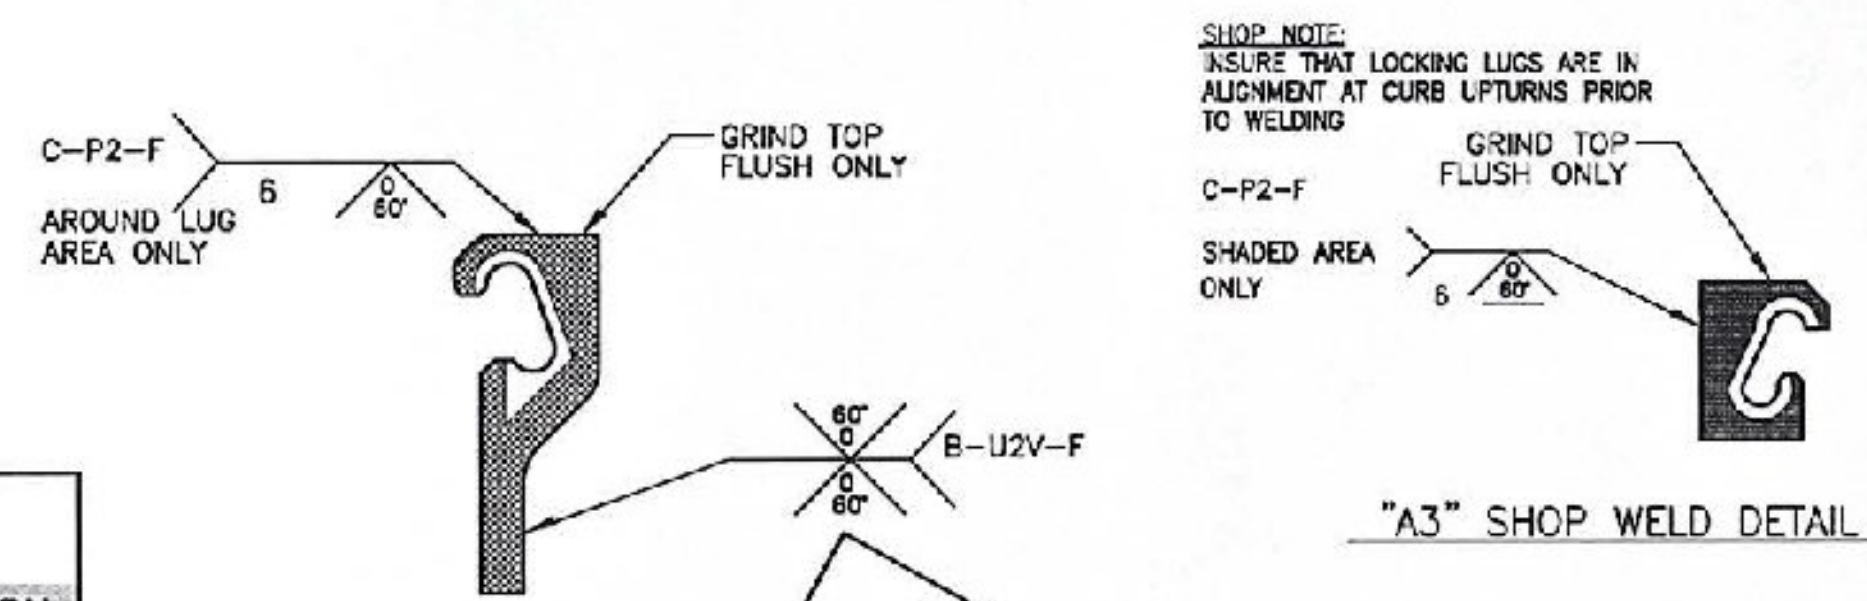 C-P2-F
AROUND LUG
AREA ONLY
6
0
60°
GRIND TOP
FLUSH ONLY
60°
0
0
60°
B-U2V-F
SHOP NOTE:
INSURE THAT LOCKING LUGS ARE IN
ALIGNMENT AT CURB UPTURNS PRIOR
TO WELDING
GRIND TOP
FLUSH ONLY
C-P2-F
SHADED AREA
ONLY
6
0
60°
"A3" SHOP WELD DETAIL